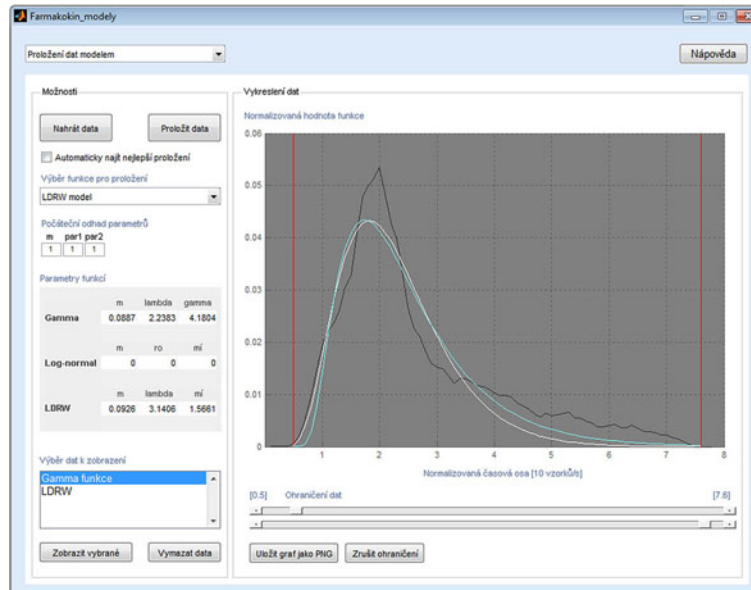 Farmakokin_modely
Proložení dat modelem
Nápověda
Možnosti
Nahrát data
Proložit data
Automaticky najít nejlepší proložení
Výběr funkce pro proložení
LDRW model
Počáteční odhad parametrů
m par1 par2
1 1 1
Parametry funkcí
m lambda gamma
Gamma 0.0887 2.2383 4.1804
m ro mí
Log-normal 0 0 0
m lambda mí
LDRW 0.0926 3.1406 1.5661
Výběr dat k zobrazení
Gamma funkce
LDRW
Zobrazit vybrané
Vymazat data
Vykreslení dat
Normalizovaná hodnota funkce
0.06
0.05
0.04
0.03
0.02
0.01
0
1 2 3 4 5 6 7 8
Normalizovaná časová osa [10 vzorků/s]
[0.5] Ohraničení dat [7.6]
Uložit graf jako PNG
Zrušit ohraničení